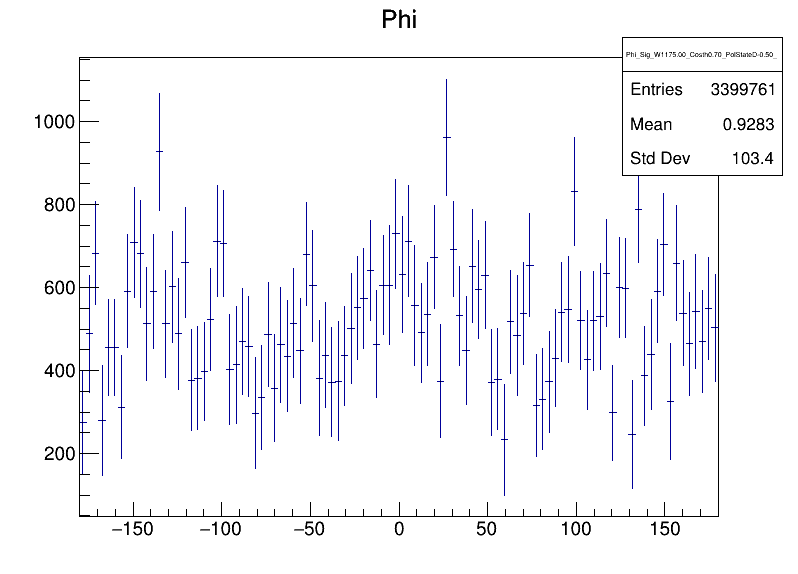 Phi
Phi_Sig_W1175.00_Costh0.70_PolStateD-0.50_
Entries 3399761
Mean 0.9283
Std Dev 103.4
1000
800
600
400
200
−150 −100 −50 0 50 100 150